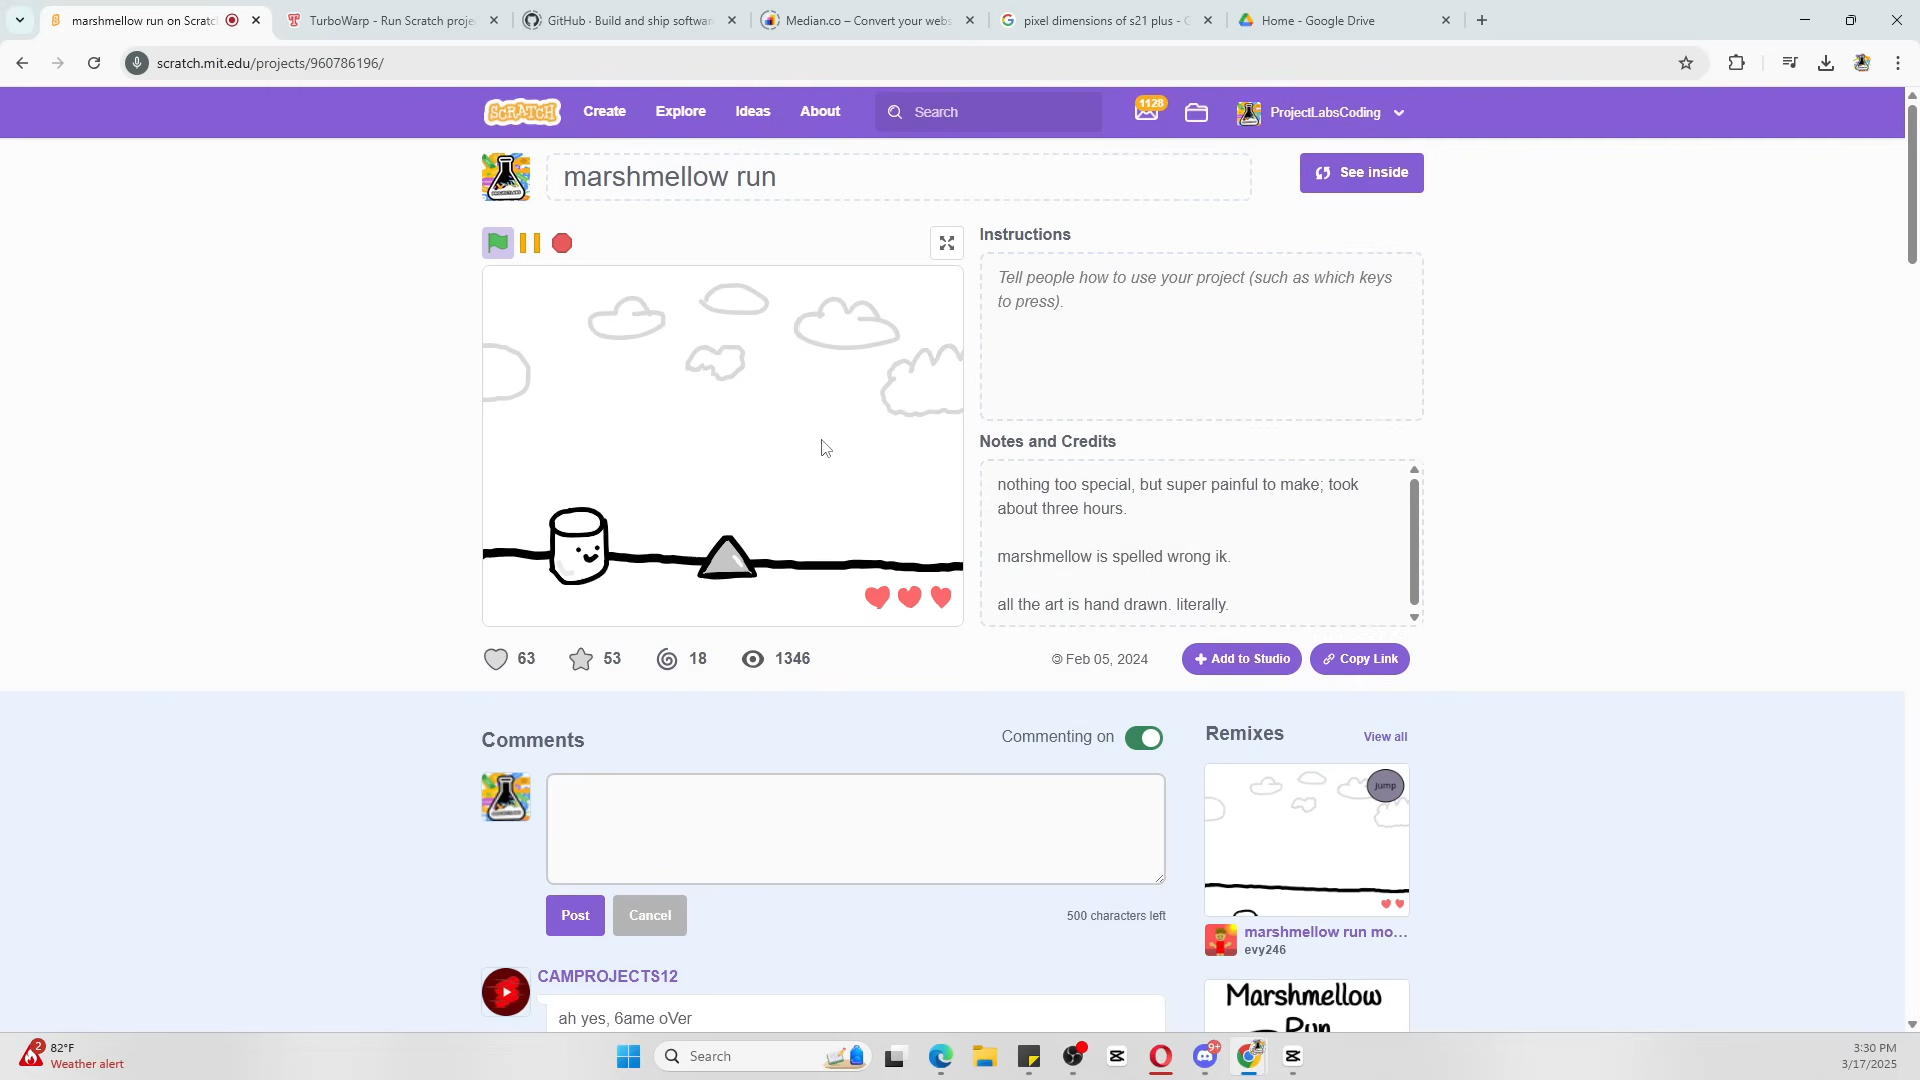 marshmellow run on Scratc
TurboWarp - Run Scratch proje
GitHub · Build and ship softwar
Median.co – Convert your webs
pixel dimensions of s21 plus - G
Home - Google Drive
scratch.mit.edu/projects/960786196/
SCRATCH
Create
Explore
Ideas
About
Search
1128
ProjectLabsCoding
marshmellow run
See inside
Instructions
Tell people how to use your project (such as which keys
to press).
Notes and Credits
nothing too special, but super painful to make; took
about three hours.
marshmellow is spelled wrong ik.
all the art is hand drawn. literally.
63
53
18
1346
© Feb 05, 2024
Add to Studio
Copy Link
Comments
Commenting on
Remixes
View all
jump
Post
Cancel
500 characters left
marshmellow run mo...
evy246
CAMPROJECTS12
ah yes, 6ame oVer
Marshmellow
Run
2
82°F
Weather alert
Search
9+
3:30 PM
3/17/2025